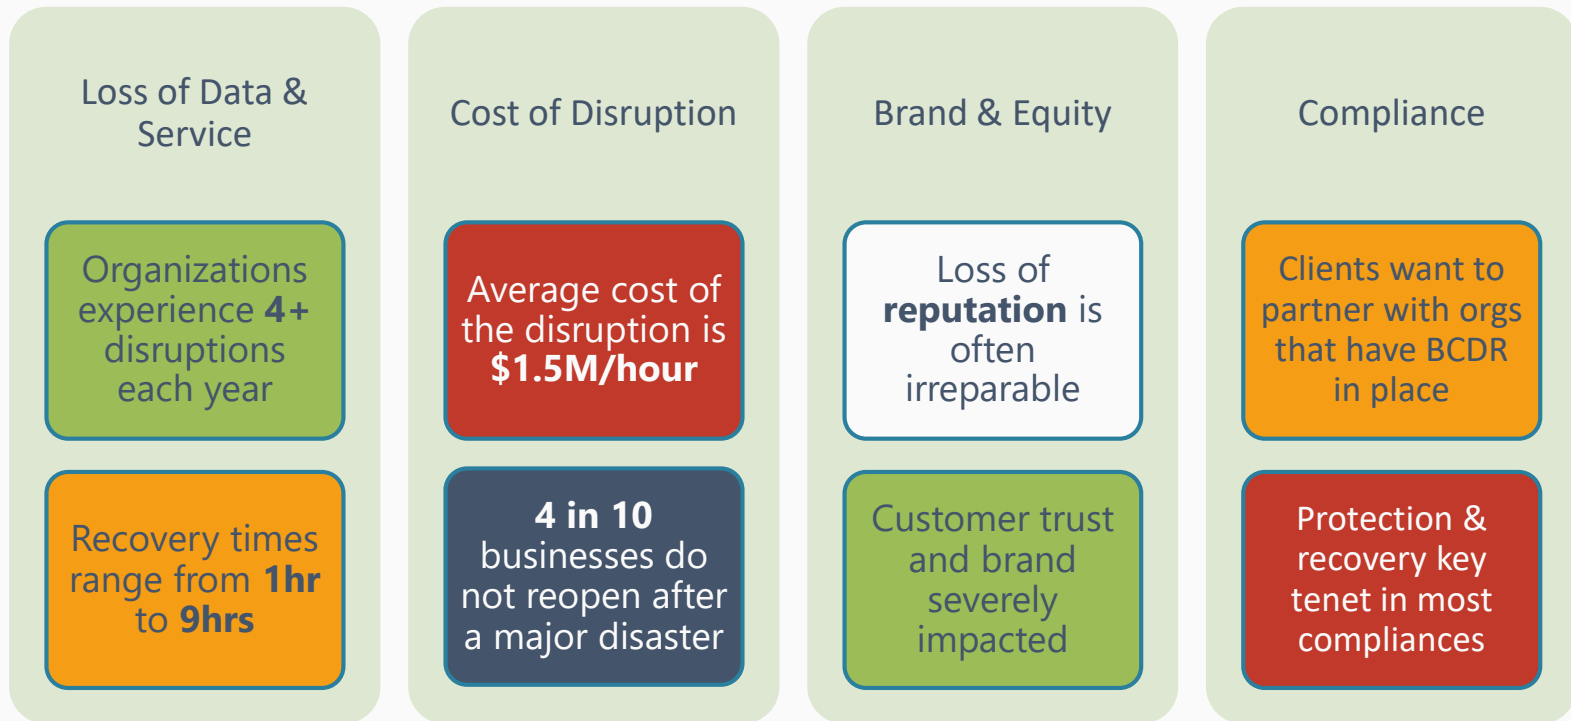 Loss of Data &
Service
Organizations
experience 4+
disruptions
each year
Recovery times
range from 1hr
to 9hrs
Cost of Disruption
Average cost of
the disruption is
$1.5M/hour
4 in 10
businesses do
not reopen after
a major disaster
Brand & Equity
Loss of
reputation is
often
irreparable
Customer trust
and brand
severely
impacted
Compliance
Clients want to
partner with orgs
that have BCDR
in place
Protection &
recovery key
tenet in most
compliances